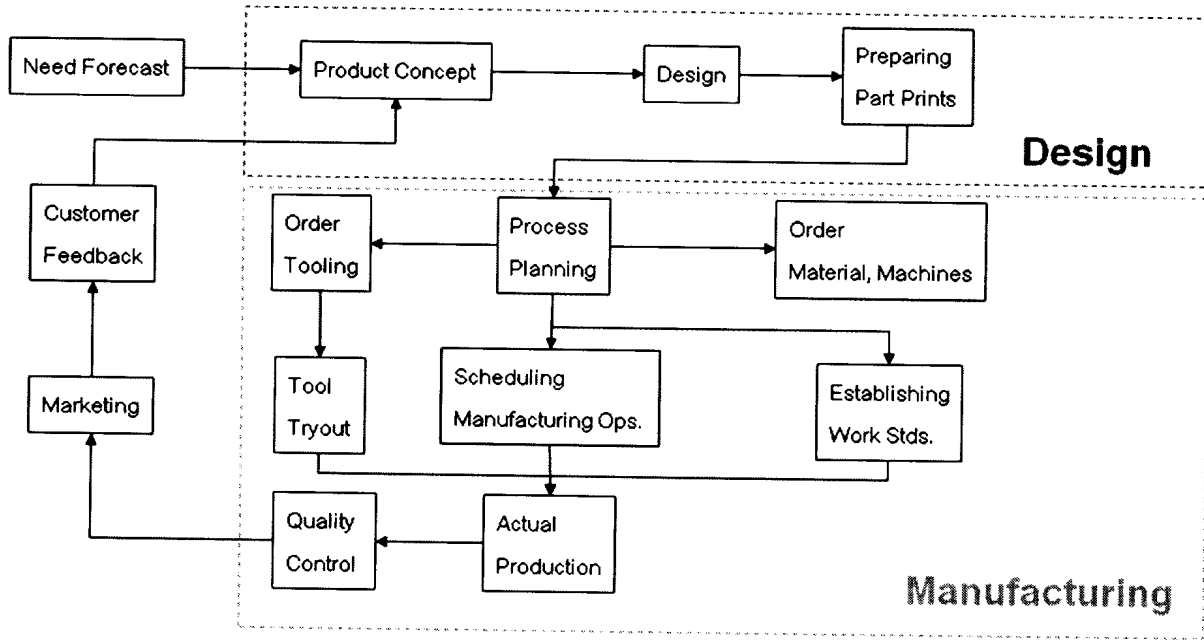 Need Forecast
Product Concept
Design
Preparing
Part Prints
Design
Customer
Feedback
Order
Tooling
Process
Planning
Order
Material, Machines
Marketing
Tool
Tryout
Scheduling
Manufacturing Ops.
Establishing
Work Stds.
Quality
Control
Actual
Production
Manufacturing